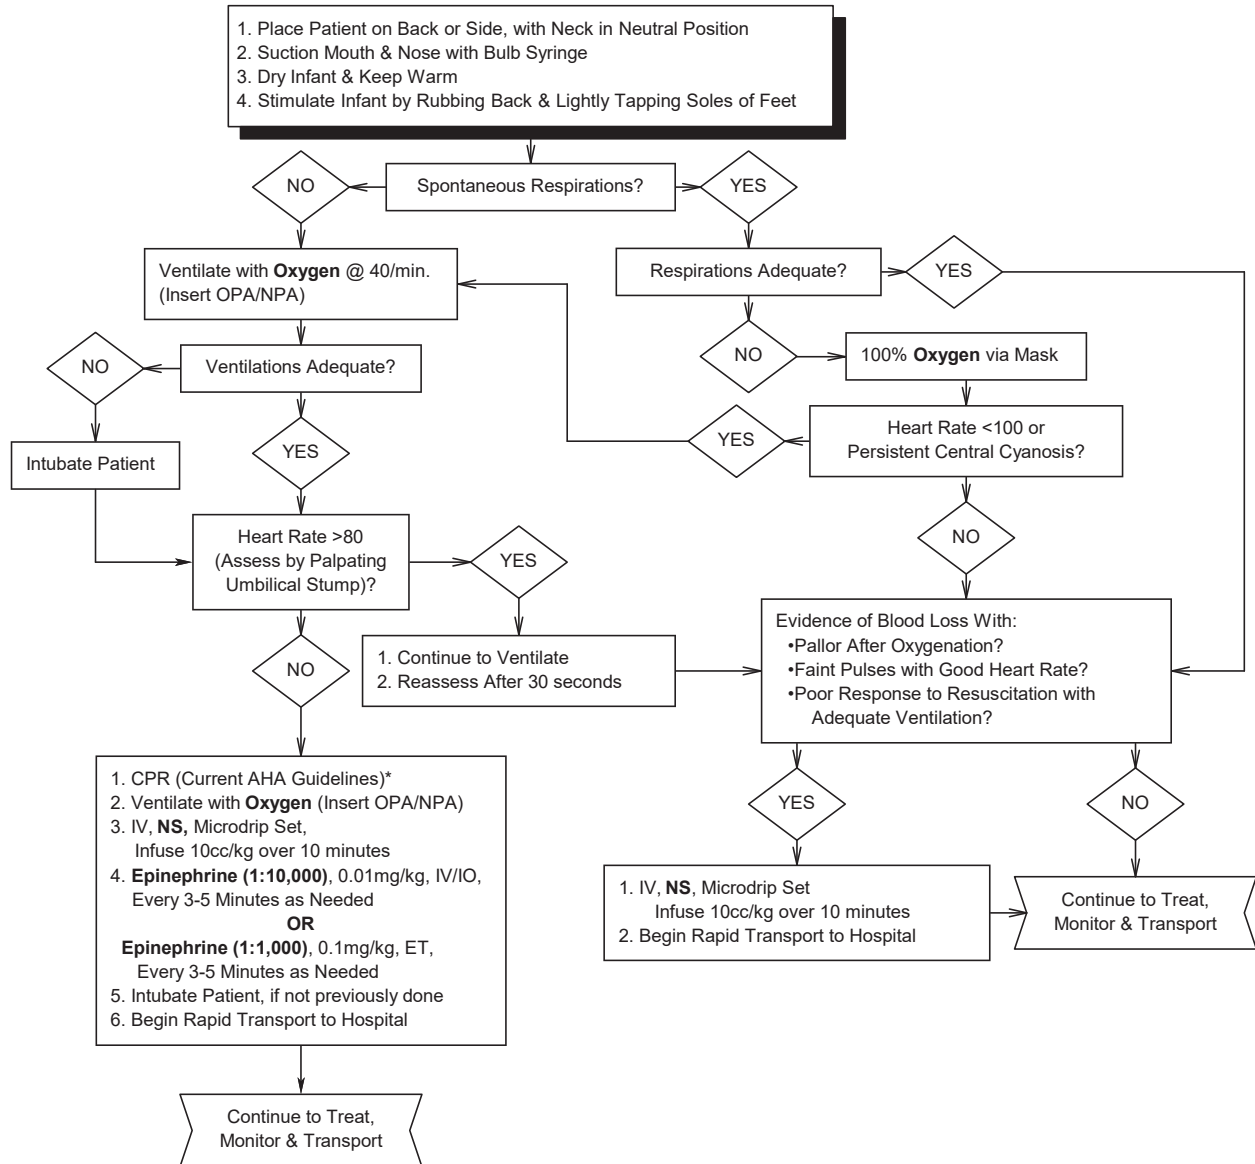 1. Place Patient on Back or Side, with Neck in Neutral Position
2. Suction Mouth & Nose with Bulb Syringe
3. Dry Infant & Keep Warm
4. Stimulate Infant by Rubbing Back & Lightly Tapping Soles of Feet
NO
Spontaneous Respirations?
YES
Ventilate with Oxygen @ 40/min.
(Insert OPA/NPA)
Respirations Adequate?
YES
NO
Ventilations Adequate?
NO
100% Oxygen via Mask
YES
Heart Rate <100 or
Persistent Central Cyanosis?
YES
Intubate Patient
NO
Heart Rate >80
(Assess by Palpating
Umbilical Stump)?
YES
NO
1. Continue to Ventilate
2. Reassess After 30 seconds
Evidence of Blood Loss With:
•Pallor After Oxygenation?
•Faint Pulses with Good Heart Rate?
•Poor Response to Resuscitation with
Adequate Ventilation?
YES
NO
1. CPR (Current AHA Guidelines)*
2. Ventilate with Oxygen (Insert OPA/NPA)
3. IV, NS, Microdrip Set,
Infuse 10cc/kg over 10 minutes
4. Epinephrine (1:10,000), 0.01mg/kg, IV/IO,
Every 3-5 Minutes as Needed
OR
Epinephrine (1:1,000), 0.1mg/kg, ET,
Every 3-5 Minutes as Needed
5. Intubate Patient, if not previously done
6. Begin Rapid Transport to Hospital
1. IV, NS, Microdrip Set
Infuse 10cc/kg over 10 minutes
2. Begin Rapid Transport to Hospital
Continue to Treat,
Monitor & Transport
Continue to Treat,
Monitor & Transport